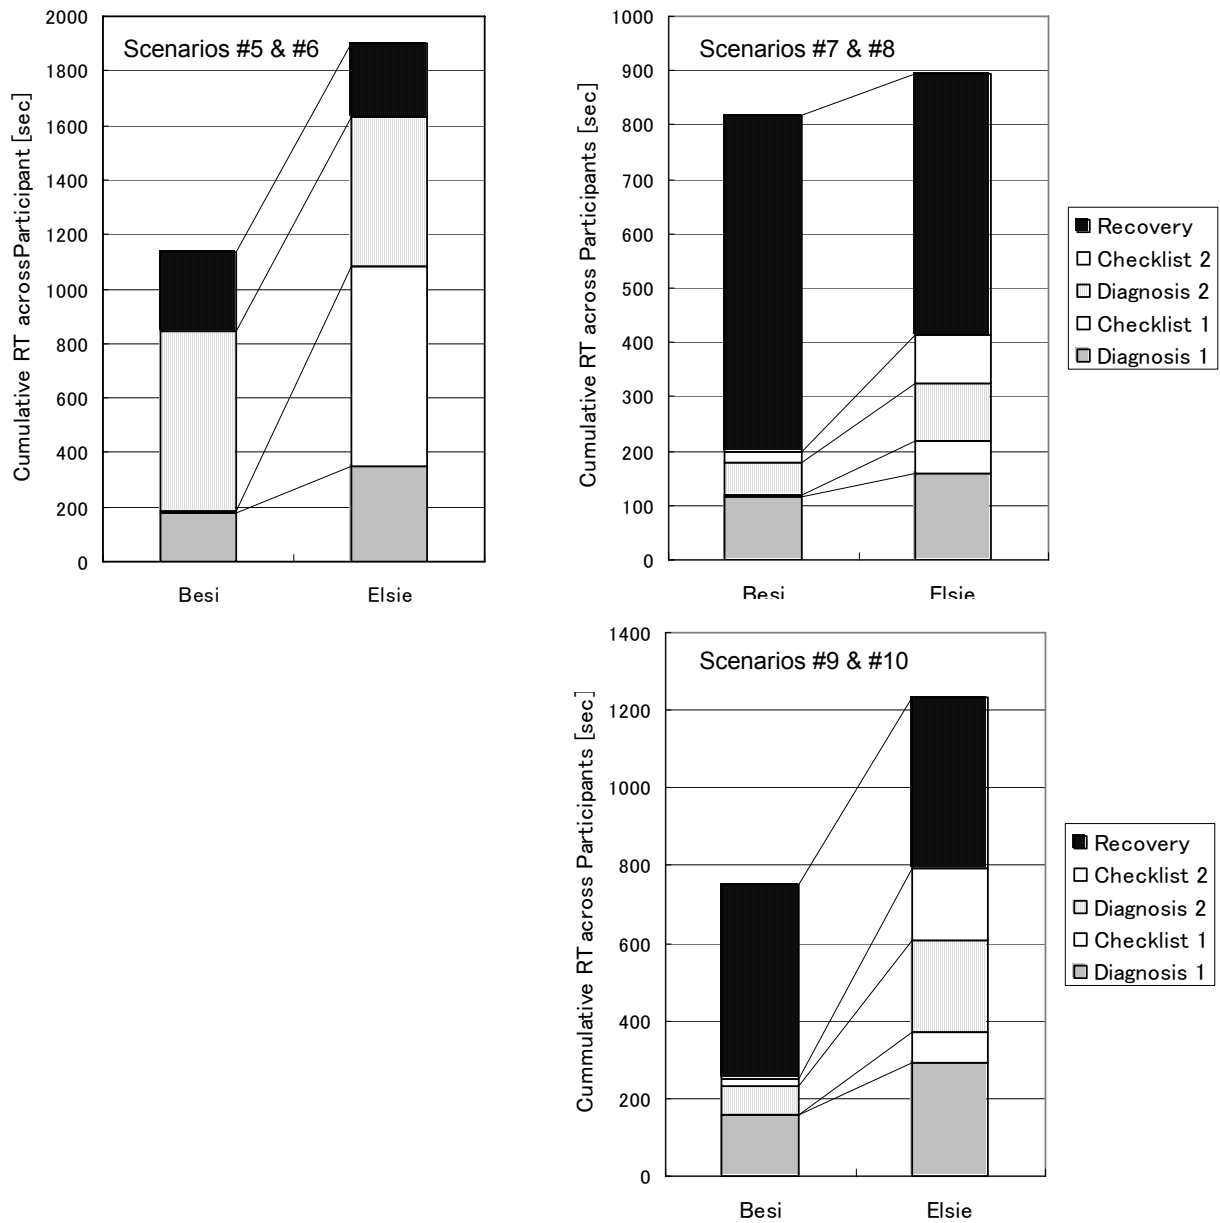 Cumulative RT acrossParticipant [sec]
2000
1800
1600
1400
1200
1000
800
600
400
200
0
Scenarios #5 & #6
Besi
Elsie
Cumulative RT across Participants [sec]
1000
900
800
700
600
500
400
300
200
100
0
Scenarios #7 & #8
Besi
Elsie
Recovery
Checklist 2
Diagnosis 2
Checklist 1
Diagnosis 1
Cummulative RT across Participants [sec]
1400
1200
1000
800
600
400
200
0
Scenarios #9 & #10
Besi
Elsie
Recovery
Checklist 2
Diagnosis 2
Checklist 1
Diagnosis 1